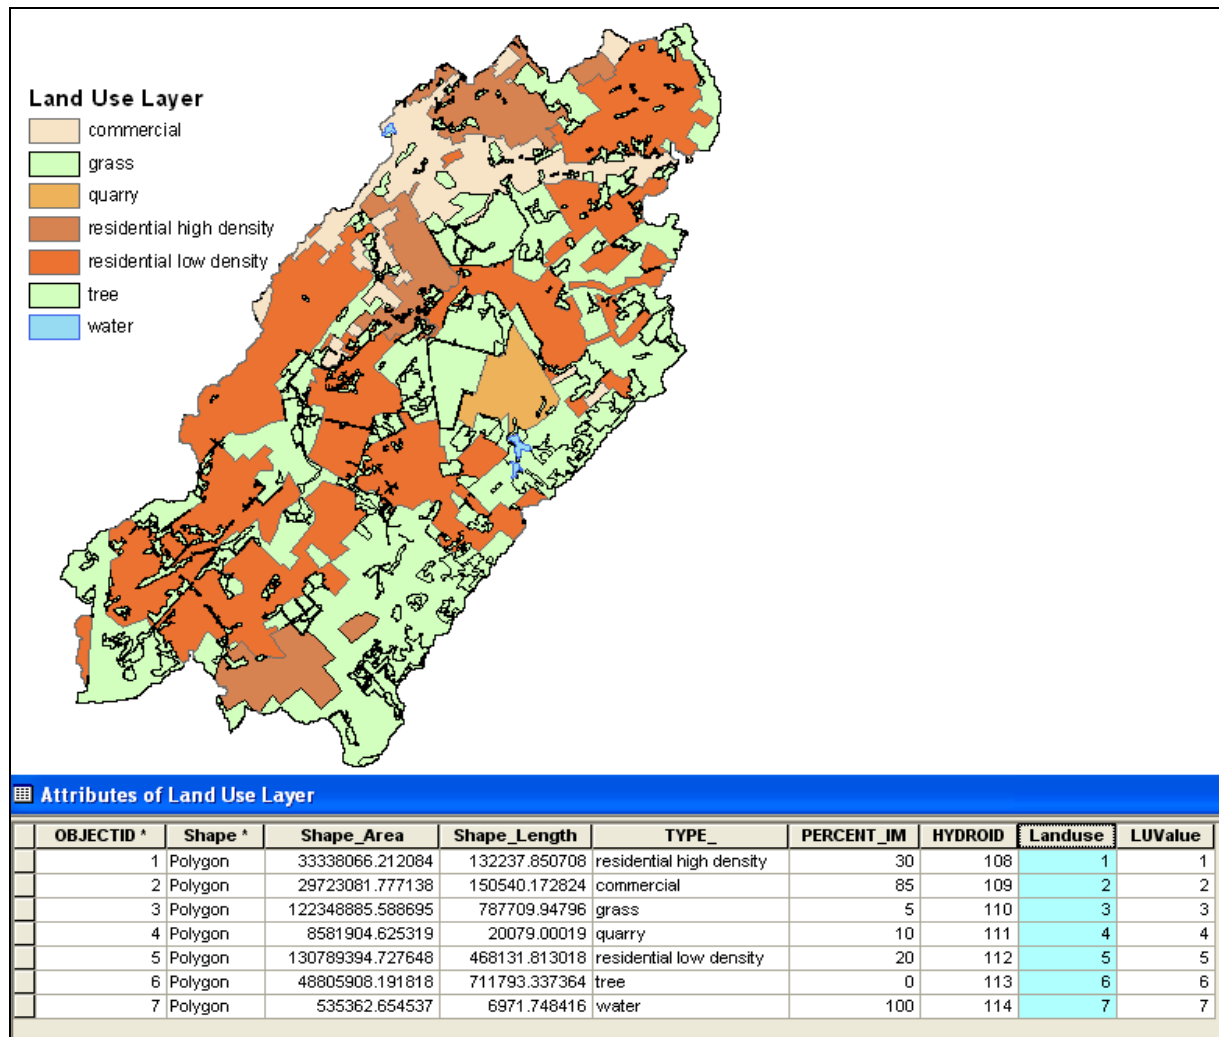 Land Use Layer
commercial
grass
quarry
residential high density
residential low density
tree
water
Attributes of Land Use Layer
OBJECTID * Shape * Shape_Area Shape_Length TYPE_ PERCENT_IM HYDROID Landuse LUValue
1 Polygon 33338066.212084 132237.850708 residential high density 30 108 1 1
2 Polygon 29723081.777138 150540.172824 commercial 85 109 2 2
3 Polygon 122348885.588695 787709.94796 grass 5 110 3 3
4 Polygon 8581904.625319 20079.00019 quarry 10 111 4 4
5 Polygon 130789394.727648 468131.813018 residential low density 20 112 5 5
6 Polygon 48805908.191818 711793.337364 tree 0 113 6 6
7 Polygon 535362.654537 6971.748416 water 100 114 7 7